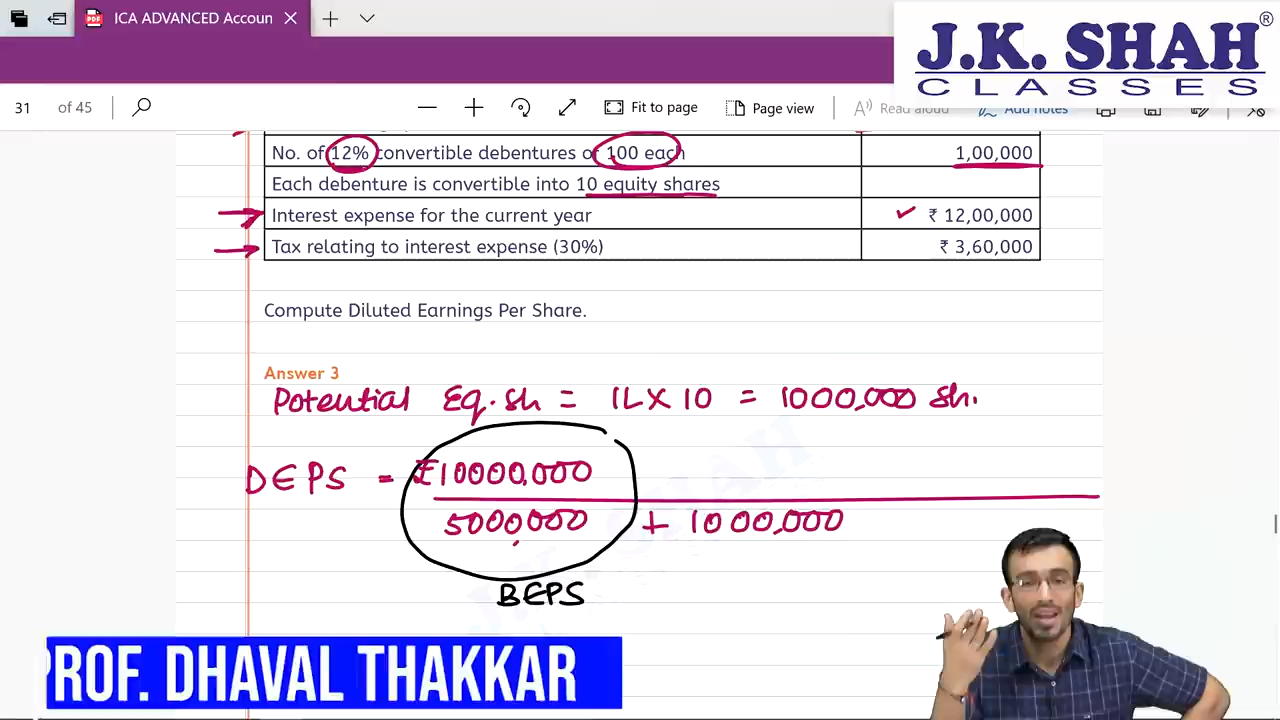 ICA ADVANCED Accoun
J.K. SHAH®
CLASSES
31 of 45
Fit to page
Page view
Read aloud
Add notes
No. of 12% convertible debentures of 100 each 1,00,000
Each debenture is convertible into 10 equity shares
Interest expense for the current year ₹ 12,00,000
Tax relating to interest expense (30%) ₹ 3,60,000
Compute Diluted Earnings Per Share.
Answer 3
Potential Eq. sh = 1L X 10 = 1000,000 Sh.
DEPS = ₹10000,000
5000,000 + 1000,000
BEPS
PROF. DHAVAL THAKKAR